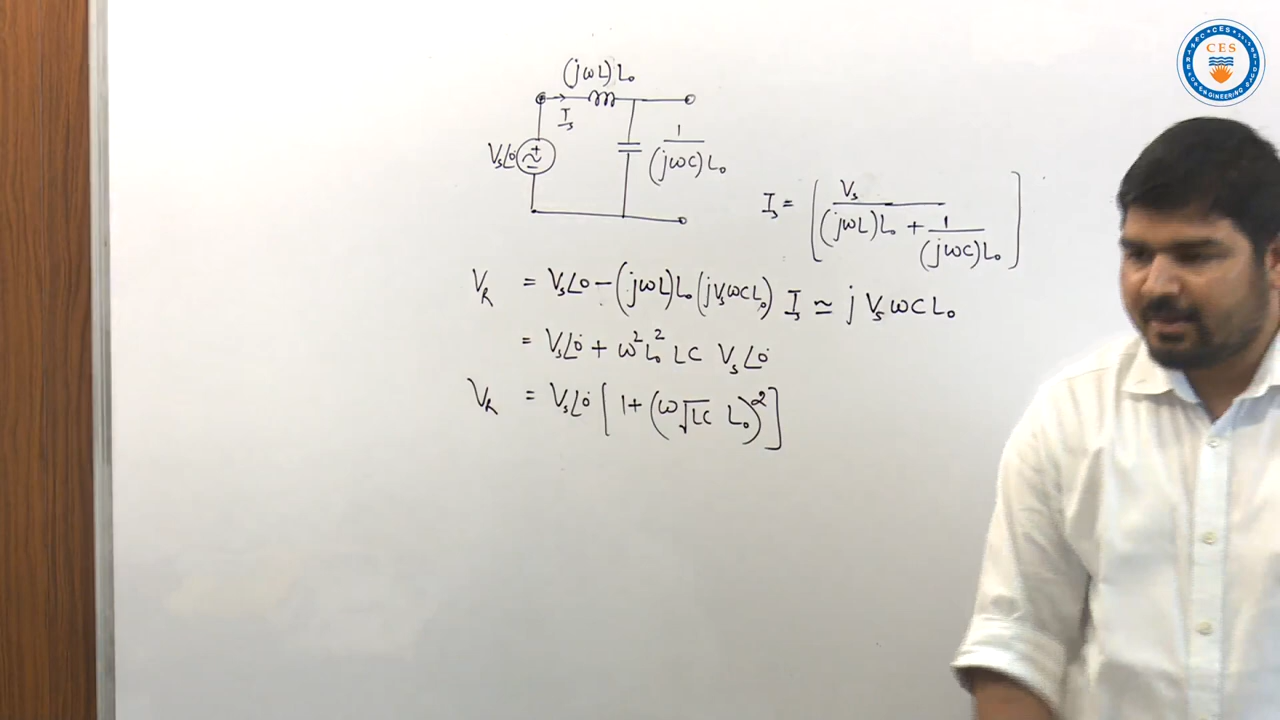 CES
(jωL)L₀
I_s
V_s∠0°
1/(jωC)L₀
I_s = [V_s/((jωL)L₀ + 1/(jωC)L₀)]
V_R = V_s∠0 - (jωL)L₀(jV_sωCL₀)
I_s ≃ j V_s ωC L₀
= V_s∠0° + ω²L₀² LC V_s∠0°
V_R = V_s∠0° [1 + (ω√LC L₀)²]